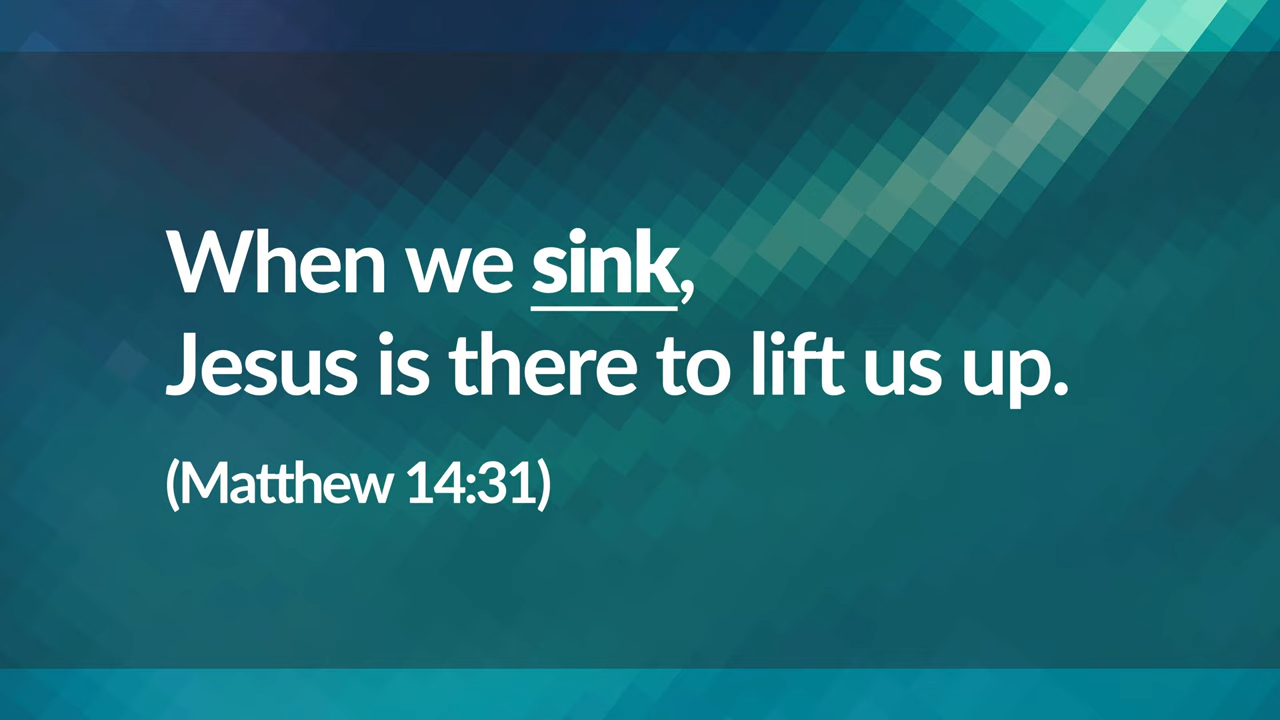 When we sink,
Jesus is there to lift us up.
(Matthew 14:31)